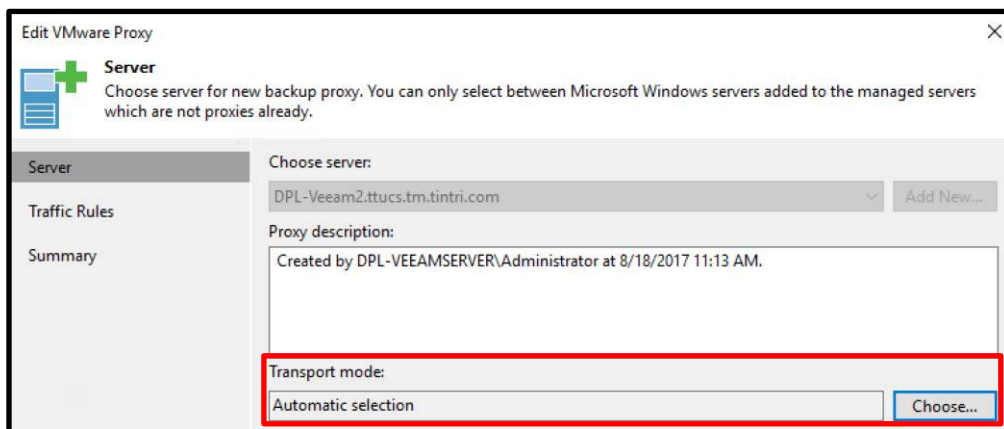 Edit VMware Proxy
Server
Choose server for new backup proxy. You can only select between Microsoft Windows servers added to the managed servers
which are not proxies already.
Server
Traffic Rules
Summary
Choose server:
DPL-Veeam2.ttucs.tm.tintri.com
Add New...
Proxy description:
Created by DPL-VEEAMSERVER\Administrator at 8/18/2017 11:13 AM.
Transport mode:
Automatic selection
Choose...